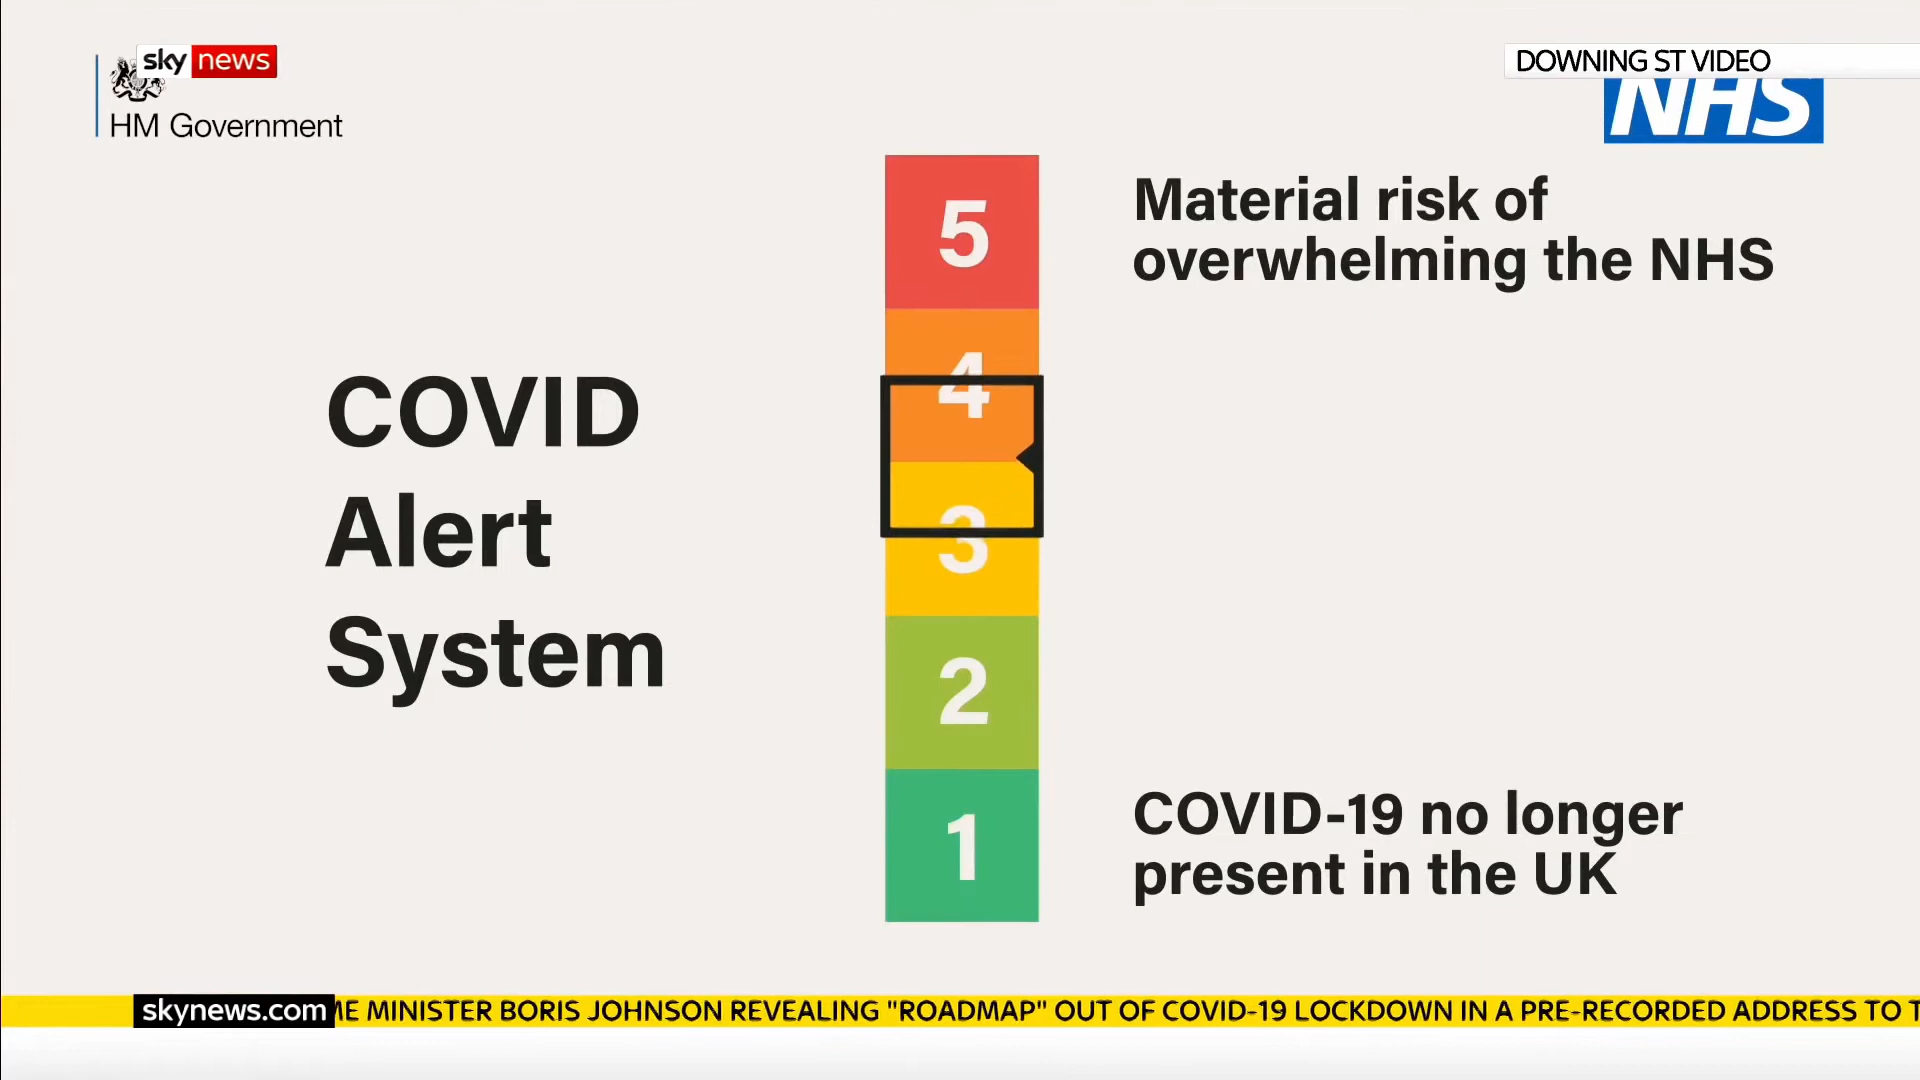 sky news
DOWNING ST VIDEO
HM Government
NHS
5
Material risk of
overwhelming the NHS
4
COVID
Alert
System
3
2
1
COVID-19 no longer
present in the UK
skynews.com
MINISTER BORIS JOHNSON REVEALING "ROADMAP" OUT OF COVID-19 LOCKDOWN IN A PRE-RECORDED ADDRESS TO